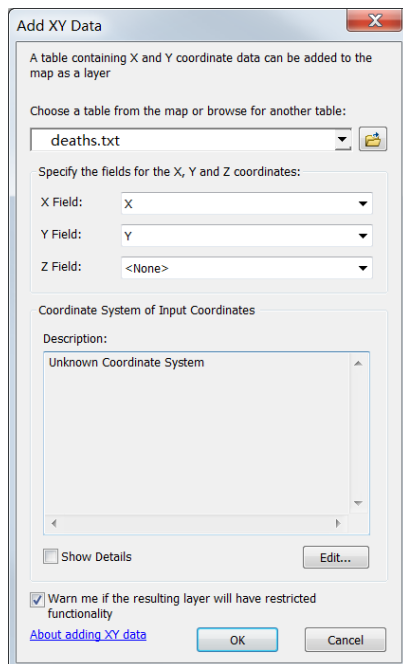 Add XY Data
A table containing X and Y coordinate data can be added to the
map as a layer
Choose a table from the map or browse for another table:
deaths.txt
Specify the fields for the X, Y and Z coordinates:
X Field: X
Y Field: Y
Z Field: <None>
Coordinate System of Input Coordinates
Description:
Unknown Coordinate System
Show Details Edit...
Warn me if the resulting layer will have restricted
functionality
About adding XY data OK Cancel